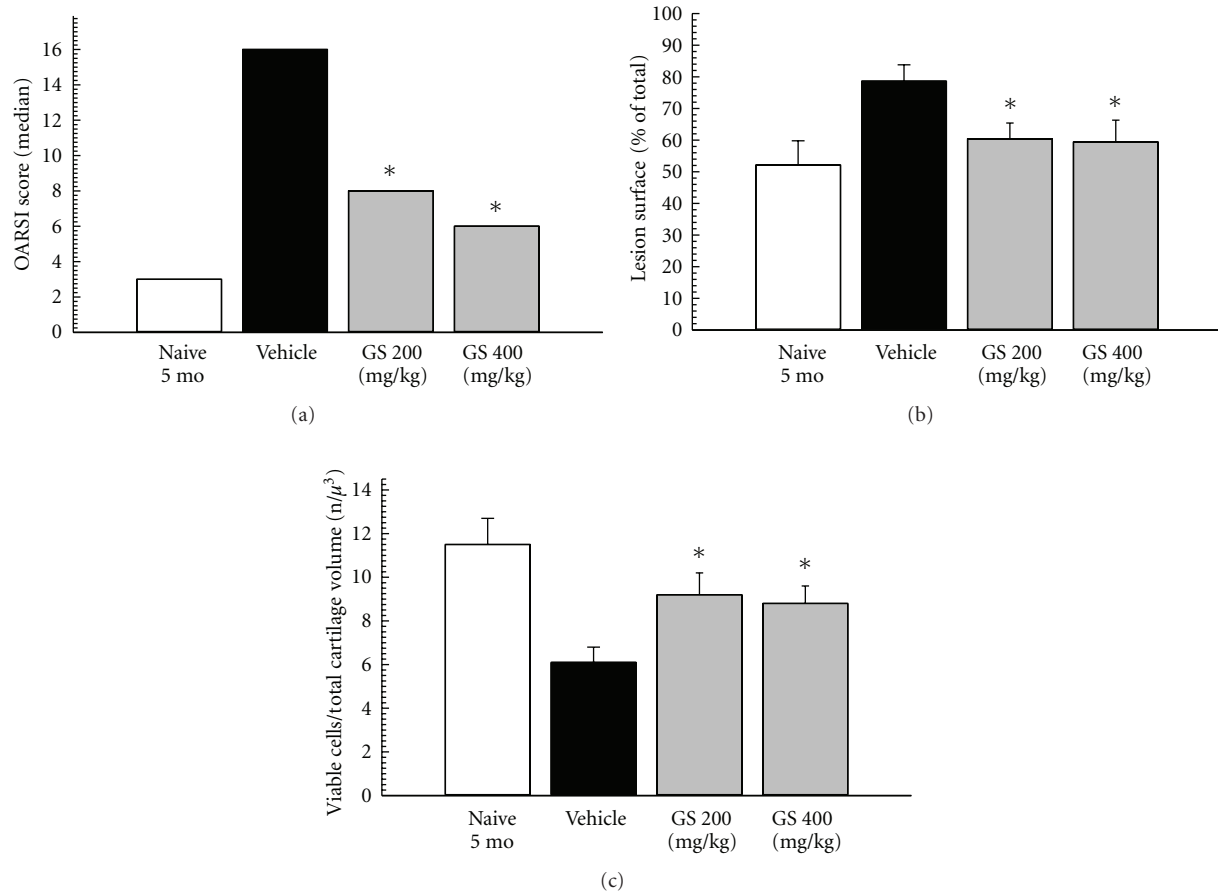 OARSI score (median)
16
14
12
10
8
6
4
2
0
*
*
Naive
5 mo
Vehicle
GS 200
(mg/kg)
GS 400
(mg/kg)
(a)
Lesion surface (% of total)
100
90
80
70
60
50
40
30
20
10
0
*
*
Naive
5 mo
Vehicle
GS 200
(mg/kg)
GS 400
(mg/kg)
(b)
Viable cells/total cartilage volume (n/μ³)
14
12
10
8
6
4
2
0
*
*
Naive
5 mo
Vehicle
GS 200
(mg/kg)
GS 400
(mg/kg)
(c)